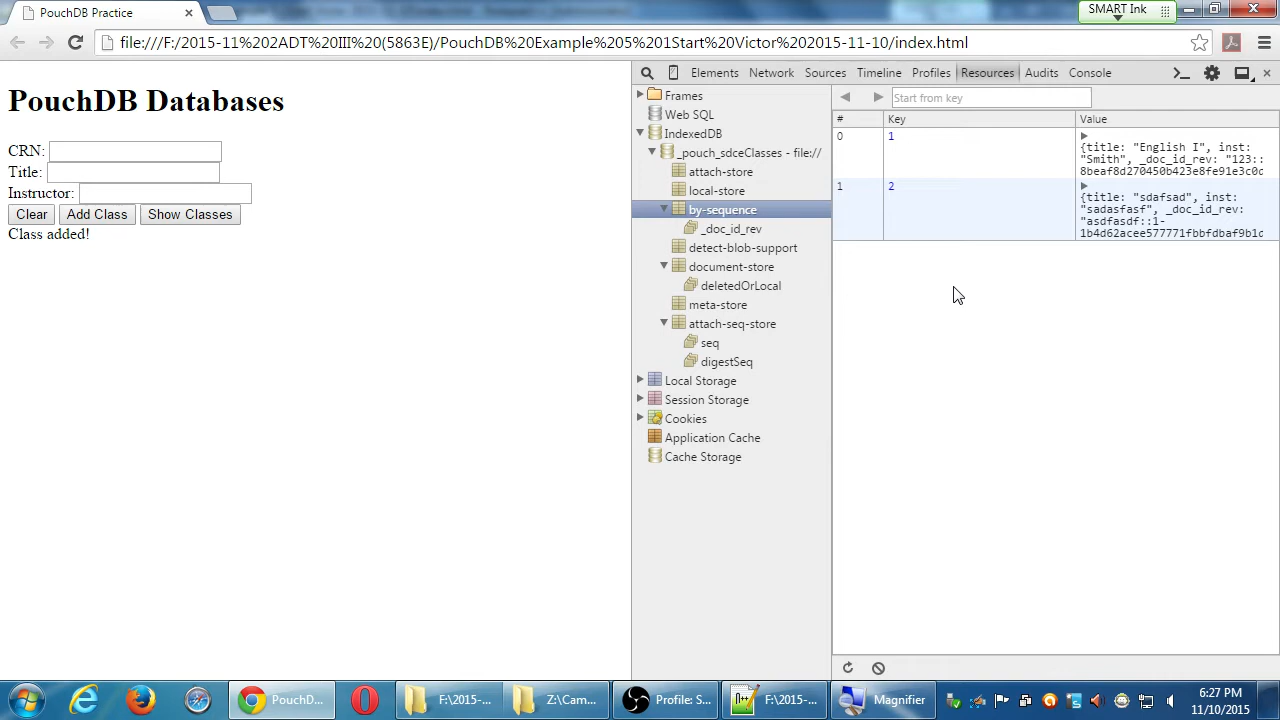 PouchDB Practice
SMART Ink
file:///F:/2015-11%202ADT%20III%20(5863E)/PouchDB%20Example%205%201Start%20Victor%202015-11-10/index.html
PouchDB Databases
CRN:
Title:
Instructor:
Clear Add Class Show Classes
Class added!
Elements Network Sources Timeline Profiles Resources Audits Console
Frames
Web SQL
IndexedDB
_pouch_sdceClasses - file://
attach-store
local-store
by-sequence
_doc_id_rev
detect-blob-support
document-store
deletedOrLocal
meta-store
attach-seq-store
seq
digestSeq
Local Storage
Session Storage
Cookies
Application Cache
Cache Storage
Start from key
# Key Value
0 1
{title: "English I", inst:
"Smith", _doc_id_rev: "123::
8beaf8d270450b423e8fe91e3c0c
1 2
{title: "sdafsad", inst:
"sadasfasf", _doc_id_rev:
"asdfasdf::1-
1b4d62acee577771fbbfdbaf9b1c
PouchD...
F:\2015-...
Z:\Cam...
Profile: S...
F:\2015-...
Magnifier
6:27 PM
11/10/2015